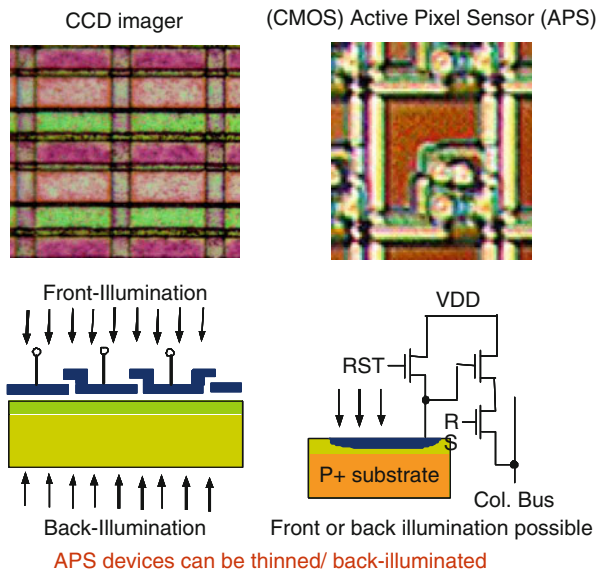 CCD imager
(CMOS) Active Pixel Sensor (APS)
Front-Illumination
VDD
RST
RS
P+ substrate
Col. Bus
Back-Illumination
Front or back illumination possible
APS devices can be thinned/ back-illuminated